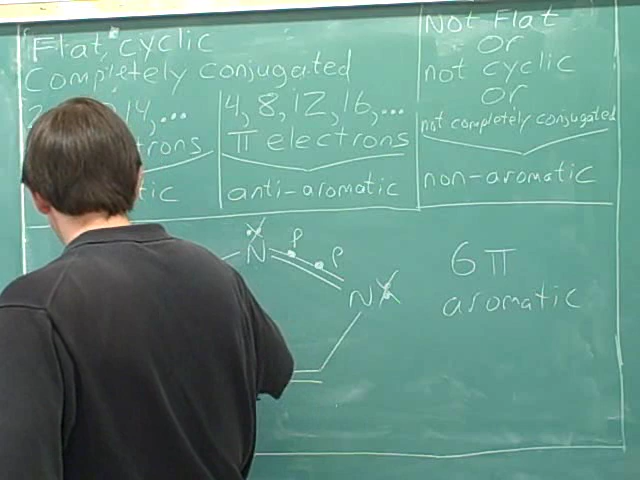 Flat, cyclic
Completely conjugated
14, ...
4, 8, 12, 16, ...
π electrons
anti-aromatic
Not Flat
or
not cyclic
or
not completely conjugated
non-aromatic
N
P
P
N
6π
aromatic